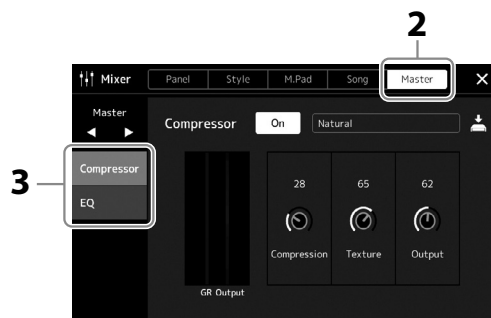 2
Mixer Panel Style M.Pad Song Master
Master
Compressor On Natural
3
Compressor
EQ
28 65 62
Compression Texture Output
GR Output